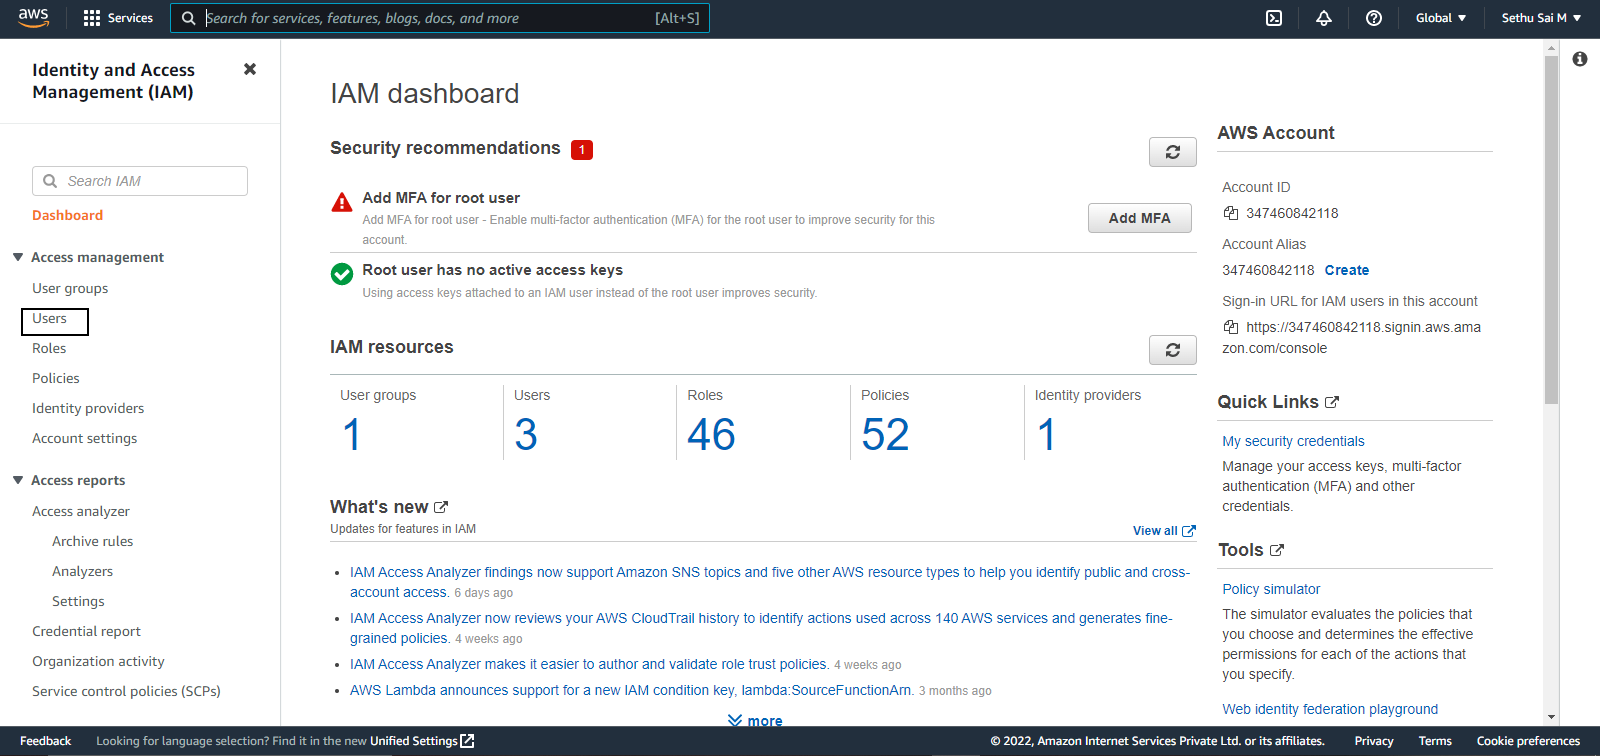 aws Services Search for services, features, blogs, docs, and more [Alt+S] Global Sethu Sai M
Identity and Access
Management (IAM)
Search IAM
Dashboard
Access management
User groups
Users
Roles
Policies
Identity providers
Account settings
Access reports
Access analyzer
Archive rules
Analyzers
Settings
Credential report
Organization activity
Service control policies (SCPs)
IAM dashboard
Security recommendations 1
Add MFA for root user
Add MFA for root user - Enable multi-factor authentication (MFA) for the root user to improve security for this
account.
Add MFA
Root user has no active access keys
Using access keys attached to an IAM user instead of the root user improves security.
IAM resources
User groups Users Roles Policies Identity providers
1 3 46 52 1
What's new
Updates for features in IAM
View all
IAM Access Analyzer findings now support Amazon SNS topics and five other AWS resource types to help you identify public and cross-
account access. 6 days ago
IAM Access Analyzer now reviews your AWS CloudTrail history to identify actions used across 140 AWS services and generates fine-
grained policies. 4 weeks ago
IAM Access Analyzer makes it easier to author and validate role trust policies. 4 weeks ago
AWS Lambda announces support for a new IAM condition key, lambda:SourceFunctionArn. 3 months ago
more
AWS Account
Account ID
347460842118
Account Alias
347460842118 Create
Sign-in URL for IAM users in this account
https://347460842118.signin.aws.ama
zon.com/console
Quick Links
My security credentials
Manage your access keys, multi-factor
authentication (MFA) and other
credentials.
Tools
Policy simulator
The simulator evaluates the policies that
you choose and determines the effective
permissions for each of the actions that
you specify.
Web identity federation playground
Feedback Looking for language selection? Find it in the new Unified Settings © 2022, Amazon Internet Services Private Ltd. or its affiliates. Privacy Terms Cookie preferences